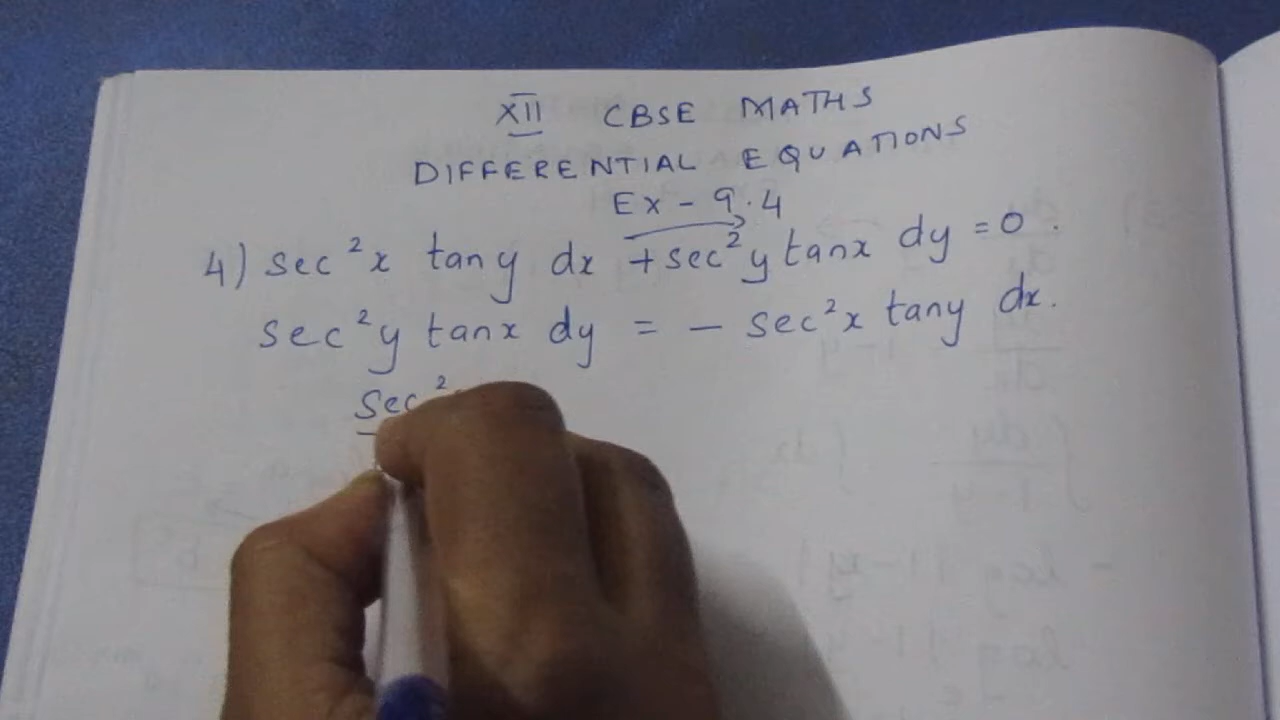 XII CBSE MATHS
DIFFERENTIAL EQUATIONS
Ex - 9.4
4) sec²x tany dx + sec²y tanx dy = 0.
sec²y tanx dy = - sec²x tany dx.
sec²